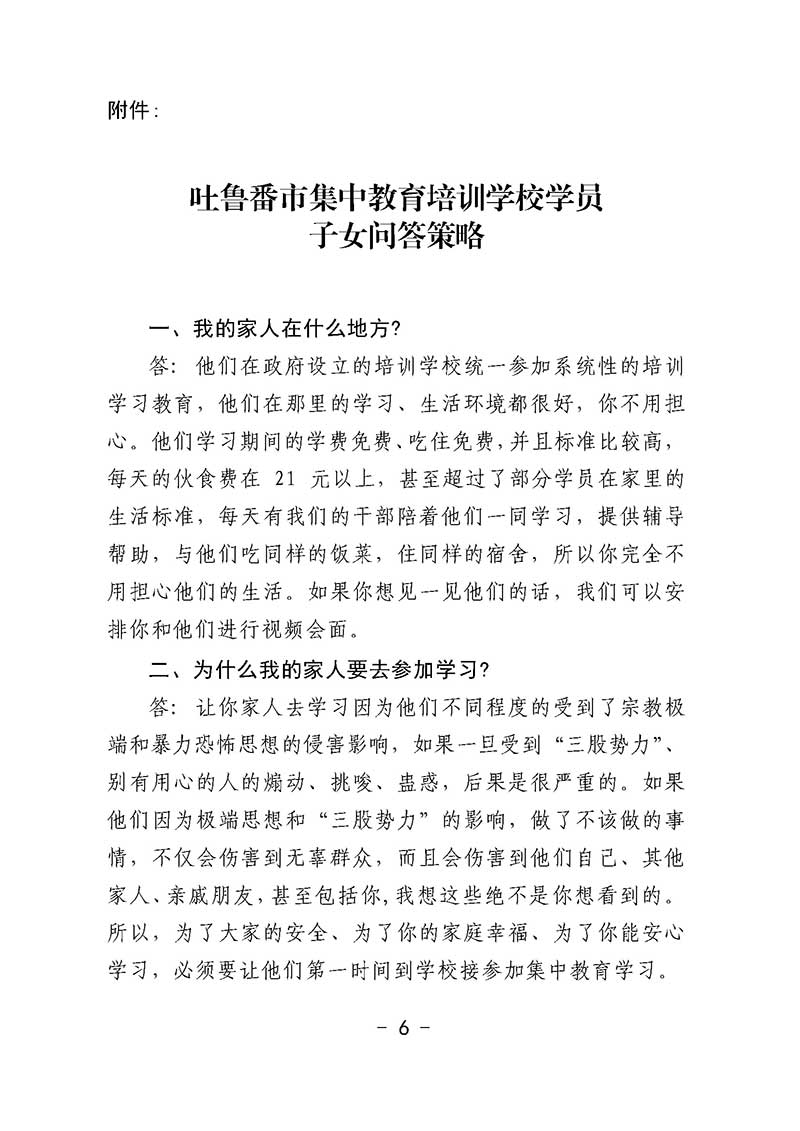 附件：
吐鲁番市集中教育培训学校学员
子女问答策略
一、我的家人在什么地方?
答： 他们在政府设立的培训学校统一参加系统性的培训
学习教育，他们在那里的学习、生活环境都很好，你不用担
心。他们学习期间的学费免费、吃住免费，并且标准比较高，
每天的伙食费在 21 元以上，甚至超过了部分学员在家里的
生活标准，每天有我们的干部陪着他们一同学习，提供辅导
帮助，与他们吃同样的饭菜，住同样的宿舍，所以你完全不
用担心他们的生活。如果你想见一见他们的话，我们可以安
排你和他们进行视频会面。
二、为什么我的家人要去参加学习?
答： 让你家人去学习因为他们不同程度的受到了宗教极
端和暴力恐怖思想的侵害影响，如果一旦受到“三股势力”、
别有用心的人的煽动、挑唆、蛊惑，后果是很严重的。如果
他们因为极端思想和“三股势力”的影响，做了不该做的事
情，不仅会伤害到无辜群众，而且会伤害到他们自己、其他
家人、亲戚朋友，甚至包括你,我想这些绝不是你想看到的。
所以，为了大家的安全、为了你的家庭幸福、为了你能安心
学习，必须要让他们第一时间到学校接参加集中教育学习。
- 6 -